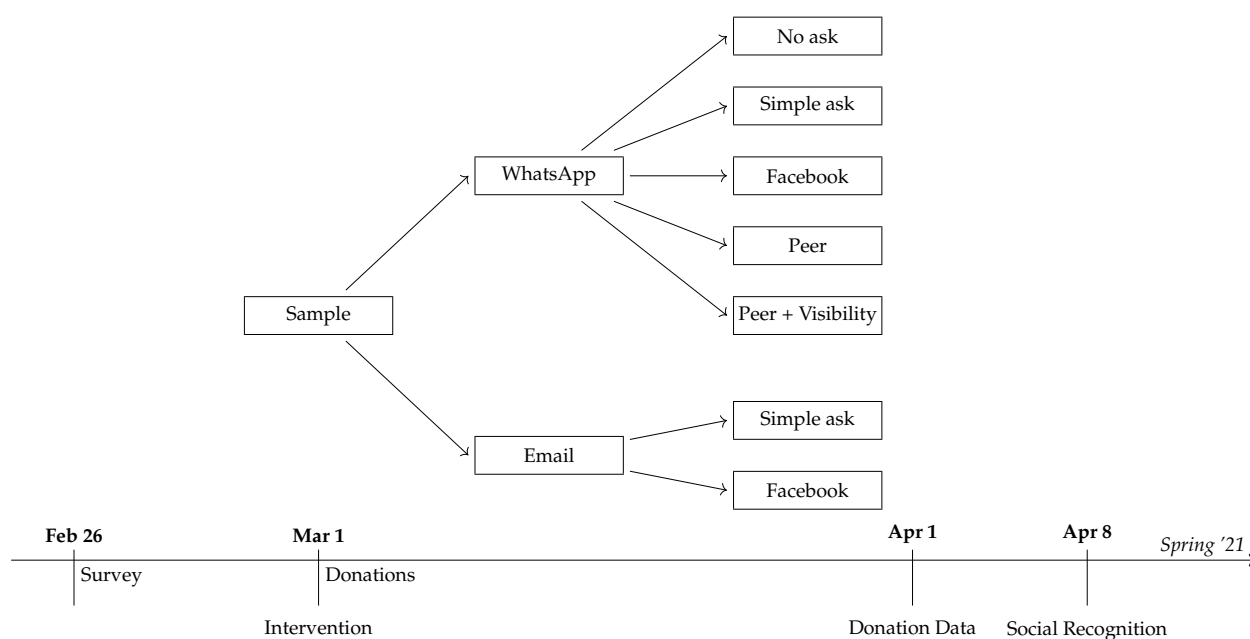 No ask
Simple ask
WhatsApp
Facebook
Peer
Sample
Peer + Visibility
Simple ask
Email
Facebook
Feb 26
Mar 1
Apr 1
Apr 8
Spring '21
Survey
Donations
Intervention
Donation Data
Social Recognition